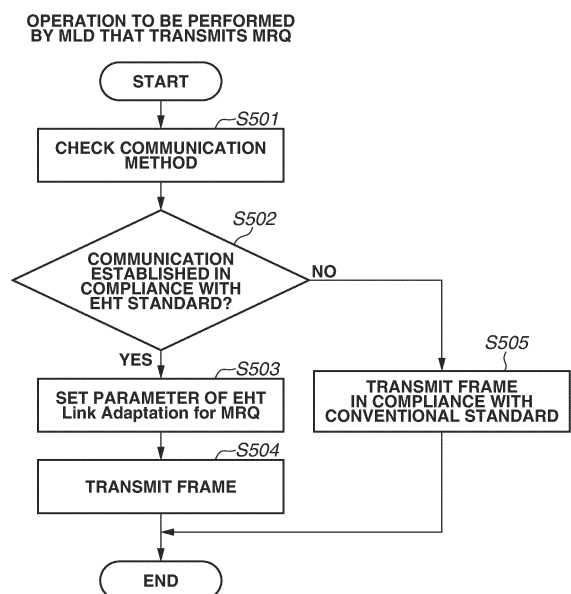 OPERATION TO BE PERFORMED
BY MLD THAT TRANSMITS MRQ
START
S501
CHECK COMMUNICATION
METHOD
S502
COMMUNICATION
ESTABLISHED IN
COMPLIANCE WITH
EHT STANDARD?
NO
YES
S503
SET PARAMETER OF EHT
Link Adaptation for MRQ
S505
TRANSMIT FRAME
IN COMPLIANCE WITH
CONVENTIONAL STANDARD
S504
TRANSMIT FRAME
END